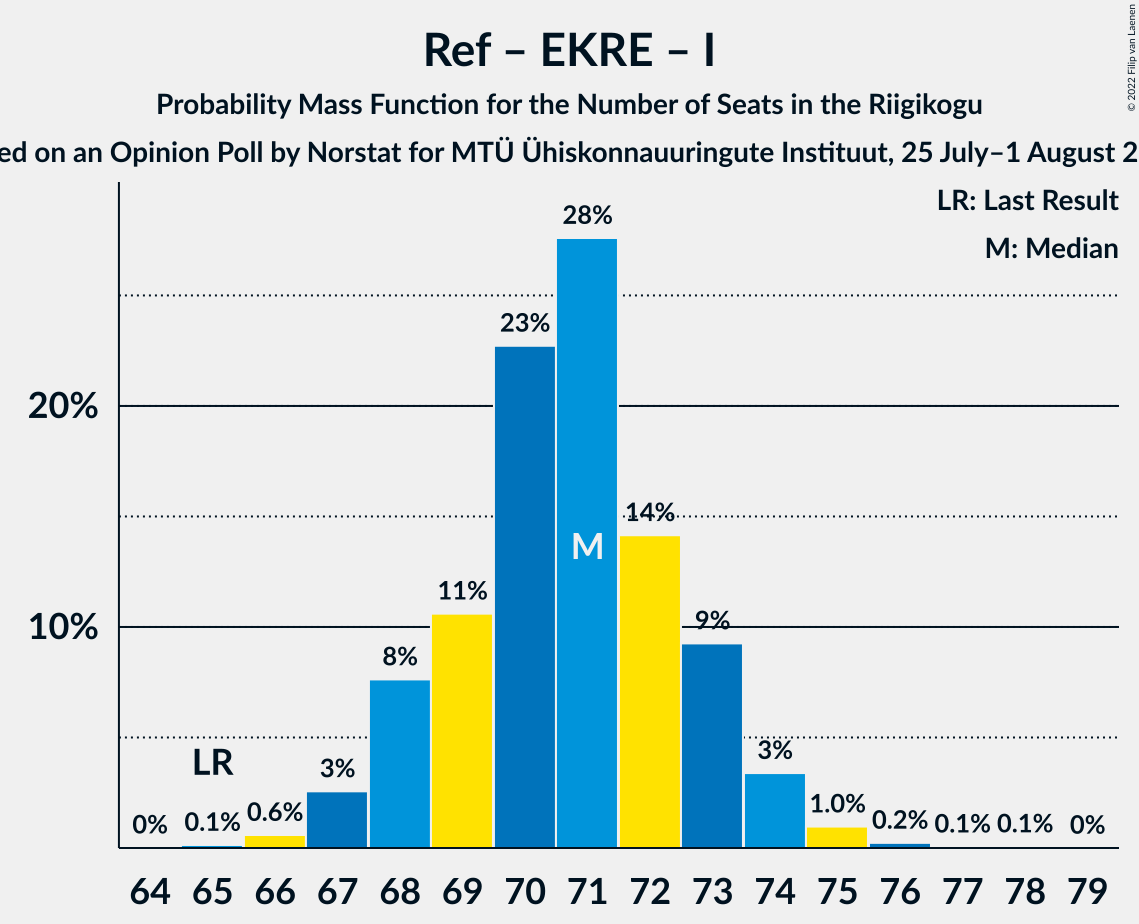 Ref – EKRE – I
Probability Mass Function for the Number of Seats in the Riigikogu
ed on an Opinion Poll by Norstat for MTÜ Ühiskonnauuringute Instituut, 25 July–1 August 2
© 2022 Filip van Laenen
LR: Last Result
M: Median
28%
23%
20%
14%
M
11%
10%
9%
8%
LR
3%
3%
0%
0.1%
0.6%
1.0%
0.2%
0.1%
0.1%
0%
64 65 66 67 68 69 70 71 72 73 74 75 76 77 78 79